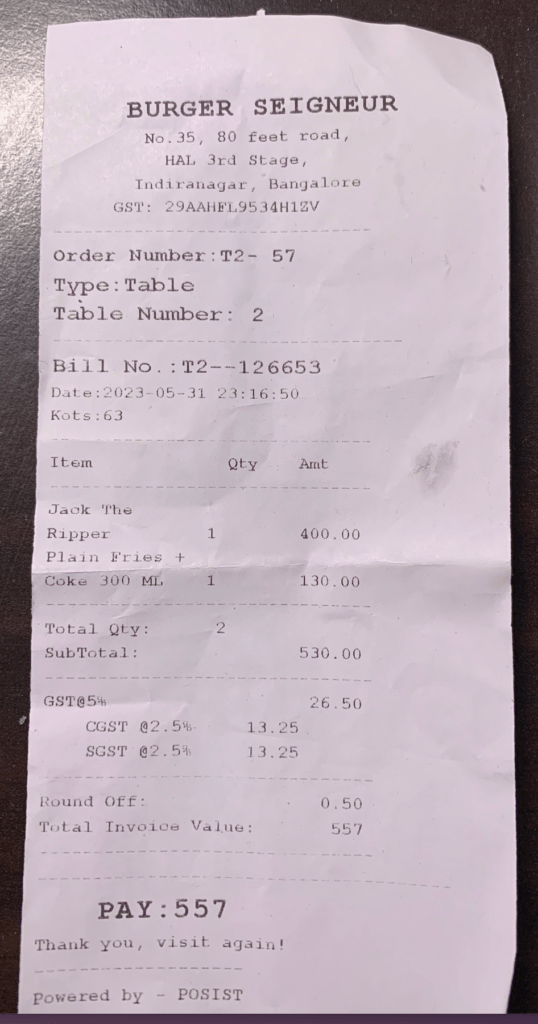 BURGER SEIGNEUR
No.35, 80 feet road,
HAL 3rd Stage,
Indiranagar, Bangalore
GST: 29AAHFL9534H1ZV
Order Number:T2- 57
Type:Table
Table Number: 2
Bill No.:T2--126653
Date:2023-05-31 23:16:50
Kots:63
Item Qty Amt
Jack The
Ripper 1 400.00
Plain Fries +
Coke 300 ML 1 130.00
Total Qty: 2
SubTotal: 530.00
GST@5% 26.50
CGST @2.5% 13.25
SGST @2.5% 13.25
Round Off: 0.50
Total Invoice Value: 557
PAY:557
Thank you, visit again!
Powered by - POSIST